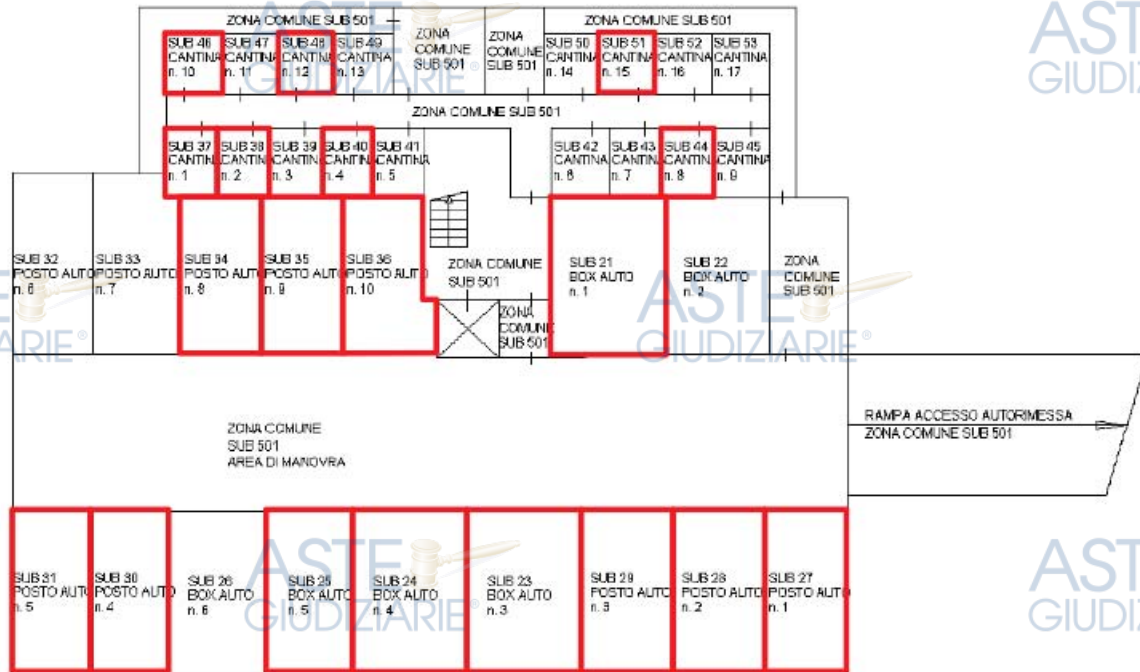 ZONA COMUNE SUB 501
ZONA COMUNE SUB 501
SUB 46
CANTINA
n. 10
SUB 47
CANTINA
n. 11
SUB 48
CANTINA
n. 12
SUB 49
CANTINA
n. 13
ZONA
COMUNE
SUB 501
ZONA
COMUNE
SUB 501
SUB 50
CANTINA
n. 14
SUB 51
CANTINA
n. 15
SUB 52
CANTINA
n. 16
SUB 53
CANTINA
n. 17
ZONA COMUNE SUB 501
SUB 37
CANTINA
n. 1
SUB 38
CANTINA
n. 2
SUB 39
CANTINA
n. 3
SUB 40
CANTINA
n. 4
SUB 41
CANTINA
n. 5
SUB 42
CANTINA
n. 6
SUB 43
CANTINA
n. 7
SUB 44
CANTINA
n. 8
SUB 45
CANTINA
n. 9
SUB 32
POSTO AUTO
n. 6
SUB 33
POSTO AUTO
n. 7
SUB 34
POSTO AUTO
n. 8
SUB 35
POSTO AUTO
n. 9
SUB 36
POSTO AUTO
n. 10
ZONA COMUNE
SUB 501
ZONA
COMUNE
SUB 501
SUB 21
BOX AUTO
n. 1
SUB 22
BOX AUTO
n. 2
ZONA
COMUNE
SUB 501
ZONA COMUNE
SUB 501
AREA DI MANOVRA
RAMPA ACCESSO AUTORIMESSA
ZONA COMUNE SUB 501
SUB 31
POSTO AUTO
n. 5
SUB 30
POSTO AUTO
n. 4
SUB 26
BOX AUTO
n. 6
SUB 25
BOX AUTO
n. 5
SUB 24
BOX AUTO
n. 4
SUB 23
BOX AUTO
n. 3
SUB 29
POSTO AUTO
n. 3
SUB 28
POSTO AUTO
n. 2
SUB 27
POSTO AUTO
n. 1
ASTE
GIUDIZIARIE
AST
GIUDIZ
ASTE
ARIE®
ASTE
GIUDIZIARIE®
ASTE
GIUDIZIARIE®
AST
GIUDIZ